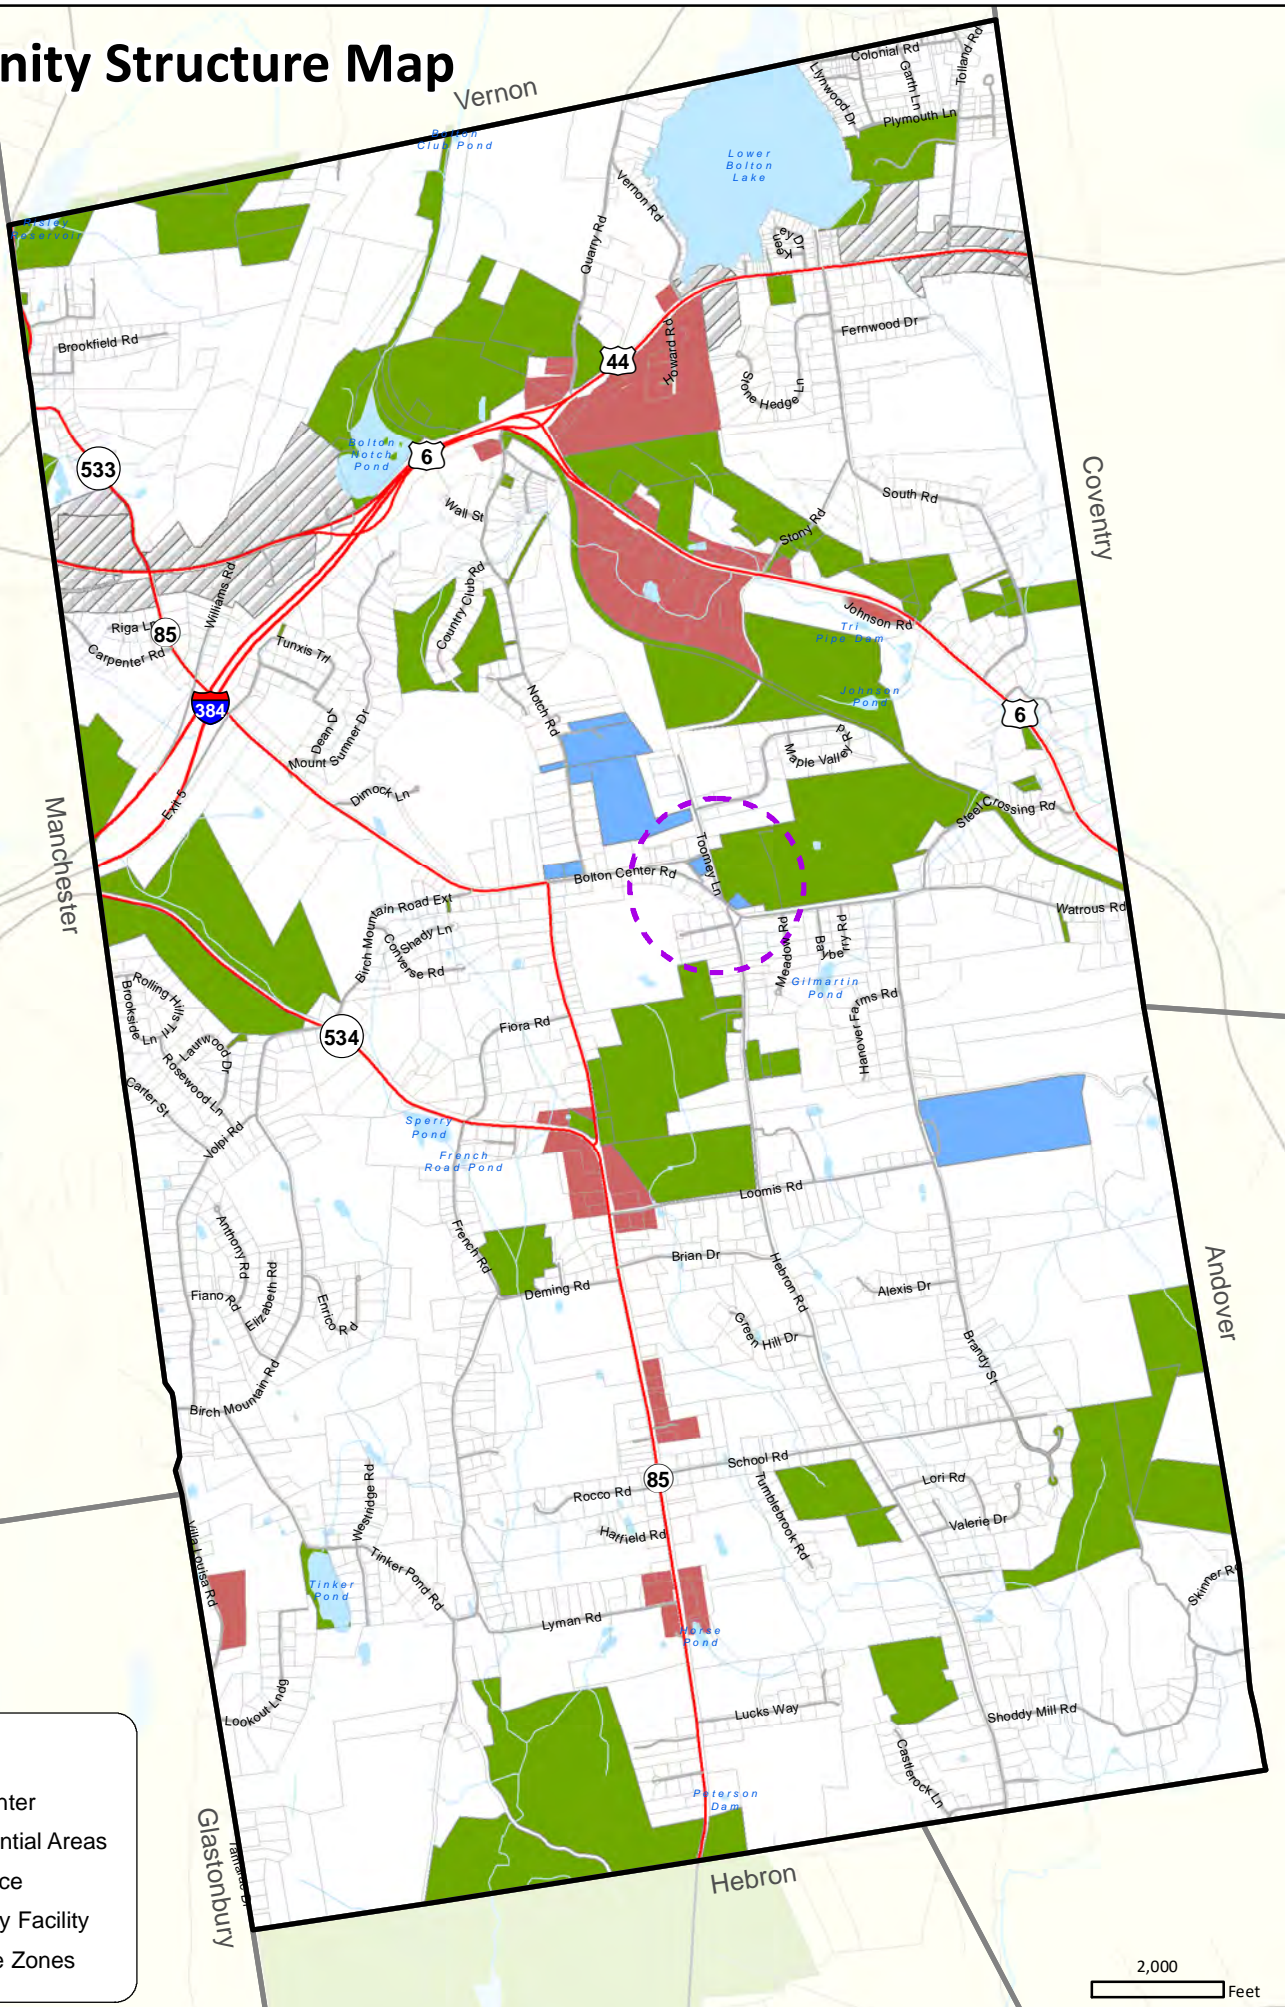 nity Structure Map
Vernon
Colonial Rd
Llynwood Dr
Garth Ln
Tolland Rd
Plymouth Ln
Bolton
Club Pond
Lower
Bolton
Lake
Vernon Rd
Quarry Rd
Risley
Reservoir
Keeney Dr
Brookfield Rd
Fernwood Dr
44
Howard Rd
Stone Hedge Ln
Bolton
Notch
Pond
6
533
Coventry
South Rd
Wall St
Stony Rd
Williams Rd
Country Club Rd
Riga Ln
85
Carpenter Rd
Tunxis Trl
Johnson Rd
Tri
Pipe Dam
Johnson
Pond
384
Notch Rd
6
Dean Dr
Sumner Dr
Mount
Maple Valley Rd
Dimock Ln
Exit 5
Steel Crossing Rd
Manchester
Toomey Ln
Bolton Center Rd
Birch Mountain Road Ext
Shady Ln
Converse Rd
Watrous Rd
Meadow Rd
Bayberry Rd
Gilmartin
Pond
Hanover Farms Rd
Rolling Hills Trl
Brookside Ln
Laurwood Dr
Rosewood Ln
Carter St
Volpi Rd
534
Fiora Rd
Sperry
Pond
French
Road Pond
Loomis Rd
Anthony Rd
French Rd
Brian Dr
Hebron Rd
Andover
Fiano Rd
Elizabeth Rd
Enrico Rd
Deming Rd
Alexis Dr
Green Hill Dr
Brandy St
Birch Mountain Rd
School Rd
85
Lori Rd
Rocco Rd
Westridge Rd
Tumblebrook Rd
Valerie Dr
Hatfield Rd
Villa Louisa Rd
Tinker Pond Rd
Tinker
Pond
Skinner R
Lyman Rd
Horse
Pond
Lookout Lndg
Lucks Way
Shoddy Mill Rd
Castlerock Ln
Peterson
Dam
Glastonbury
Tamarac Dr
Hebron
nter
ntial Areas
ce
y Facility
e Zones
2,000
Feet